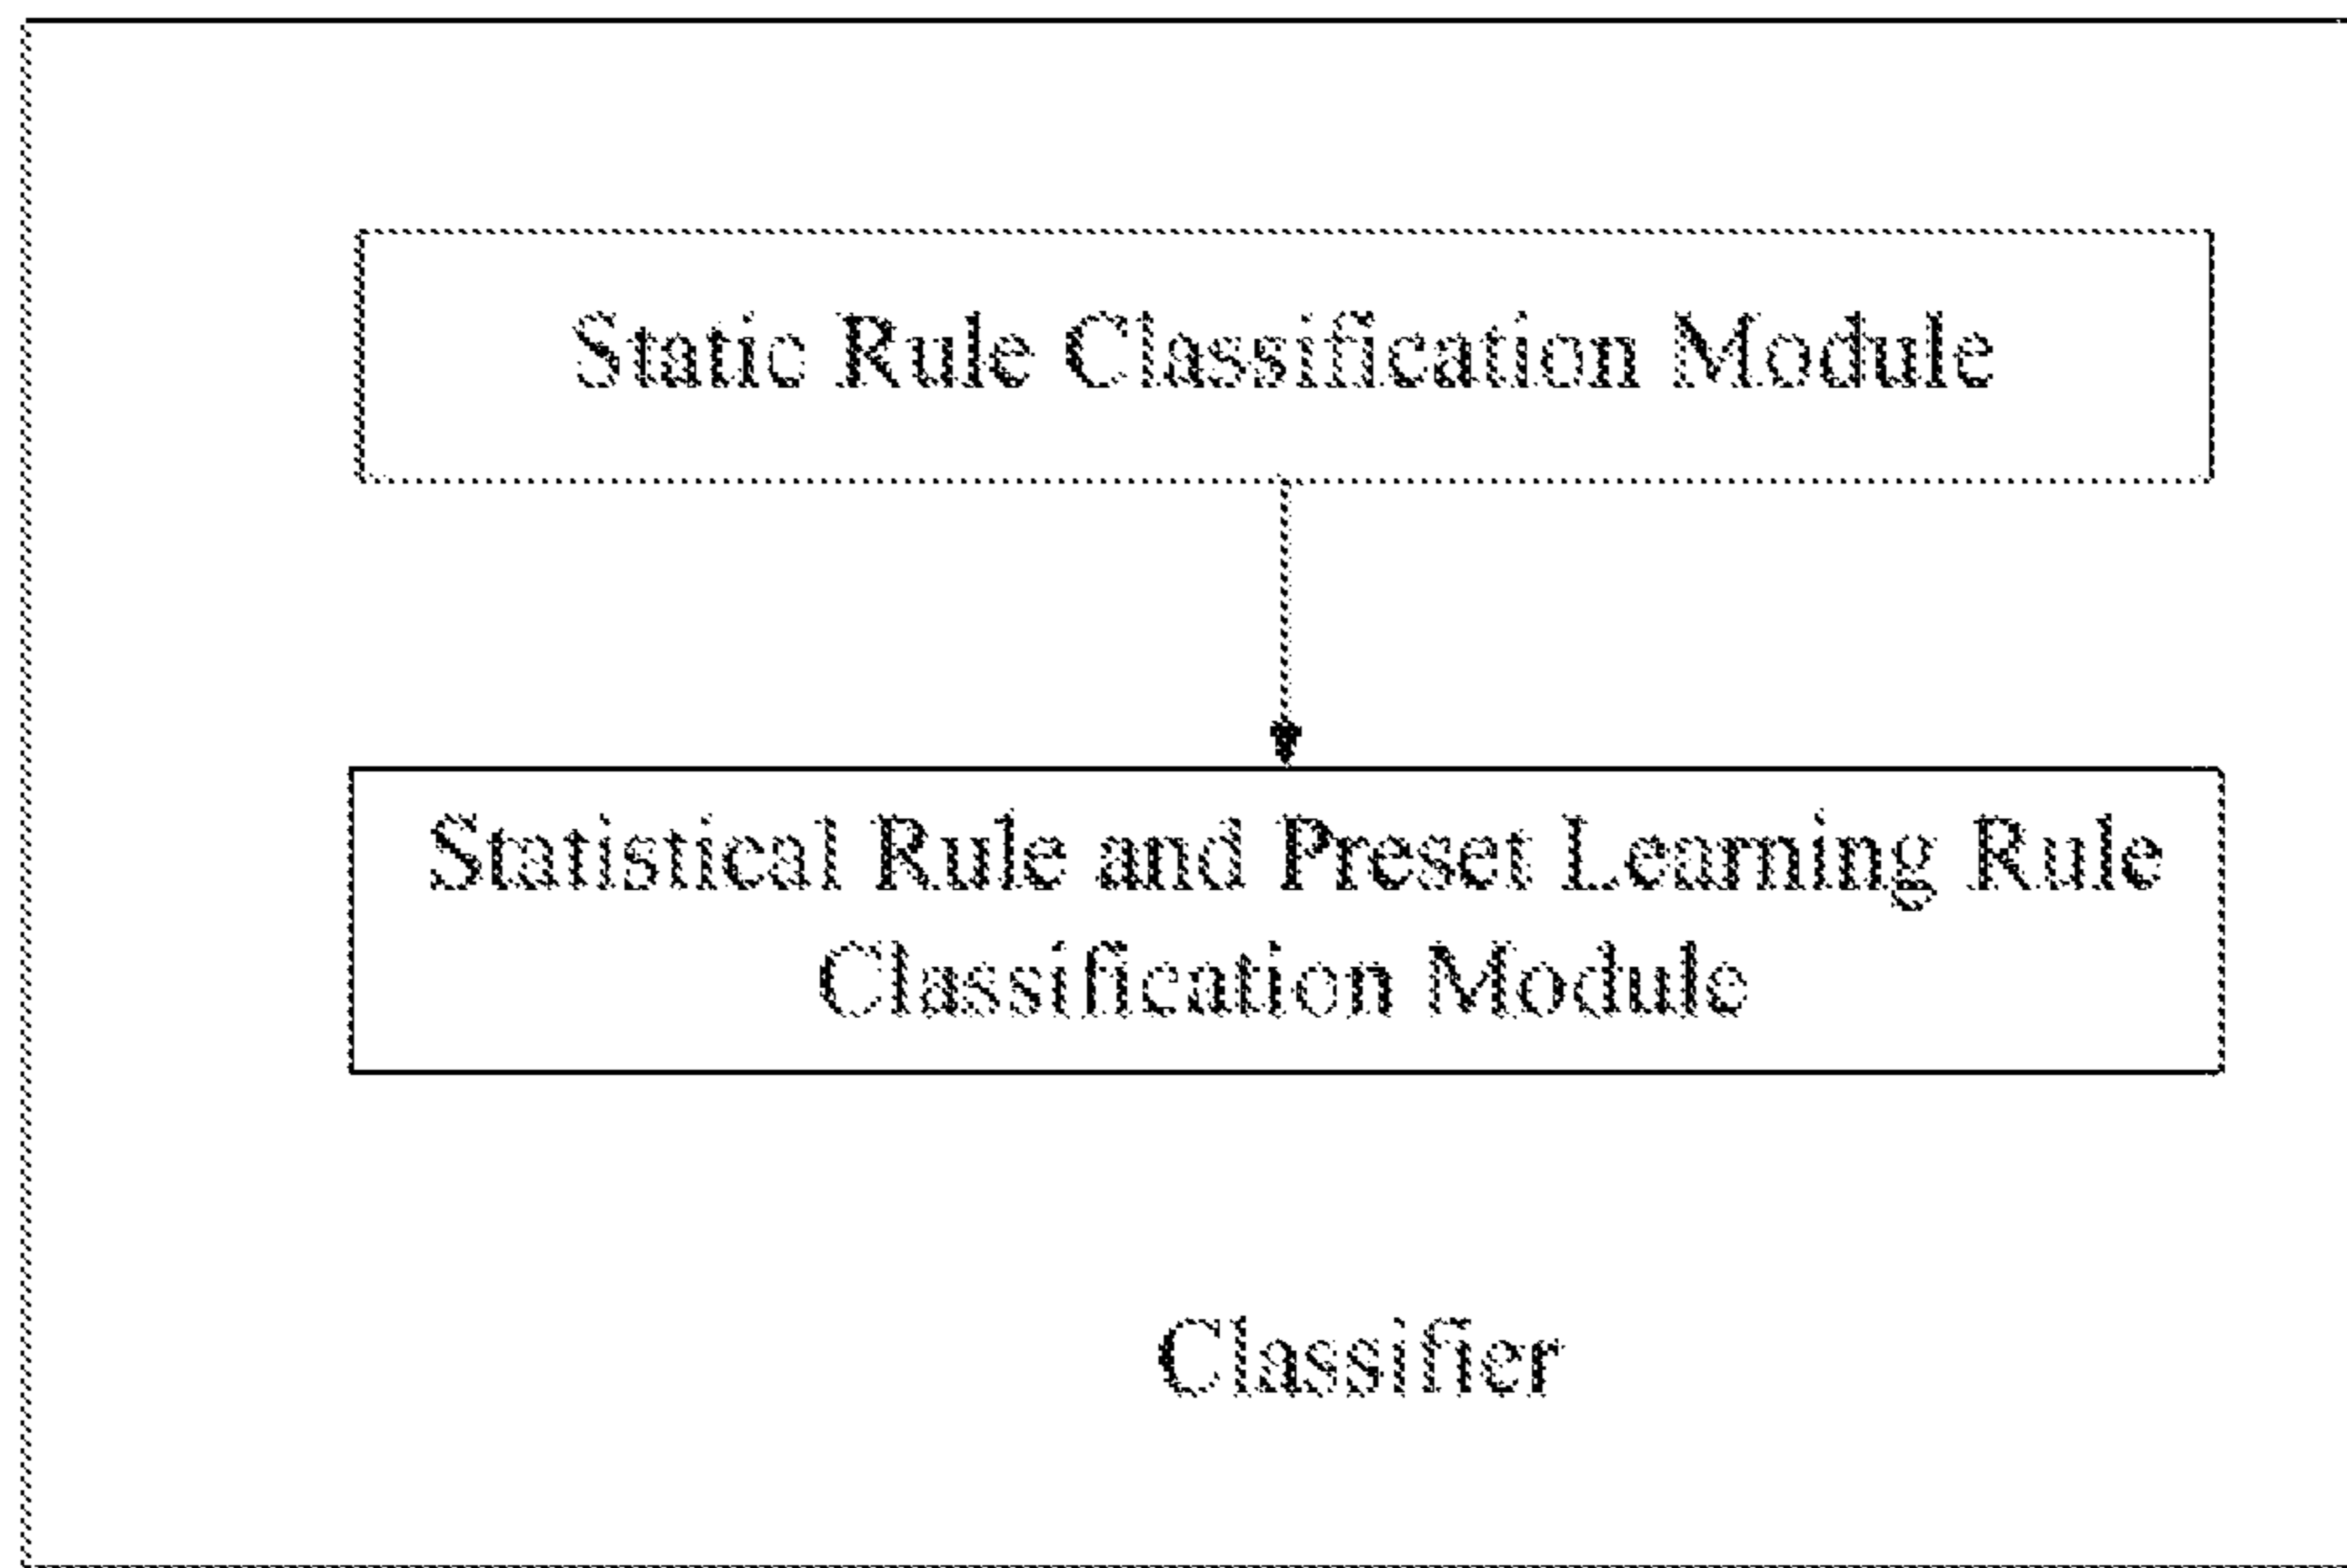 Static Rule Classification Module
Statistical Rule and Preset Learning Rule
Classification Module
Classifier